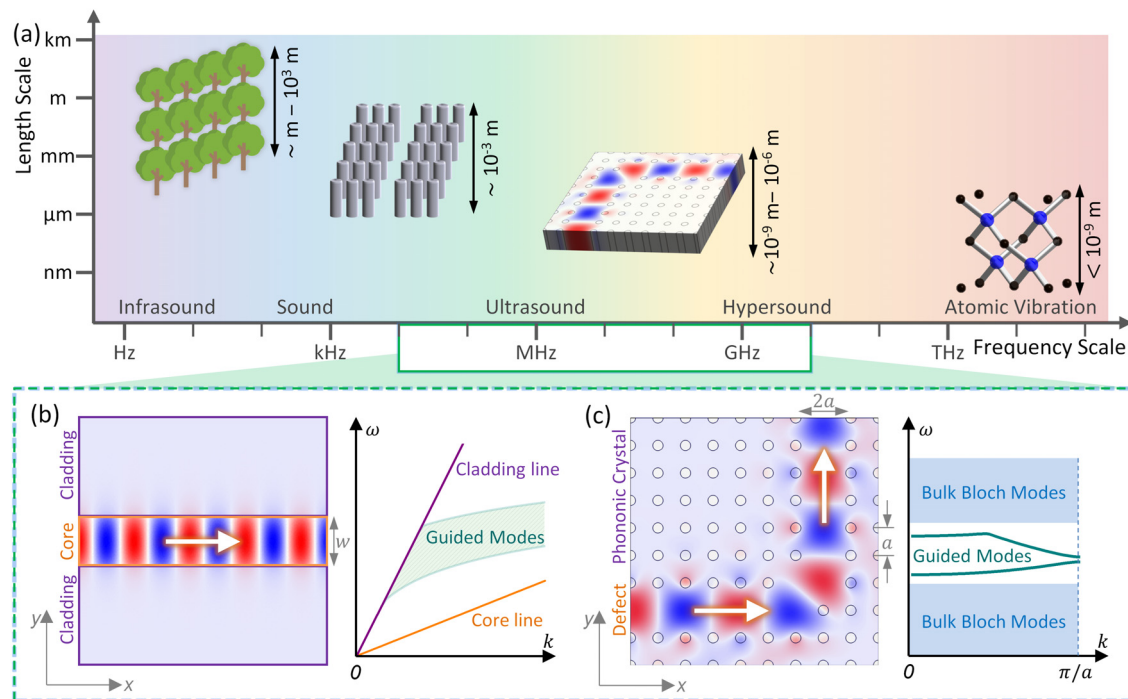 (a)
Length Scale
km
m
mm
μm
nm
~ m – 10³ m
~ 10⁻³ m
~10⁻⁹ m– 10⁻⁶ m
< 10⁻⁹ m
Infrasound
Sound
Ultrasound
Hypersound
Atomic Vibration
Hz
kHz
MHz
GHz
THz
Frequency Scale
(b)
Cladding
Core
Cladding
w
y
x
ω
Cladding line
Guided Modes
Core line
k
0
(c)
2a
Phononic Crystal
Defect
a
y
x
ω
Bulk Bloch Modes
Guided Modes
Bulk Bloch Modes
k
0
π/a